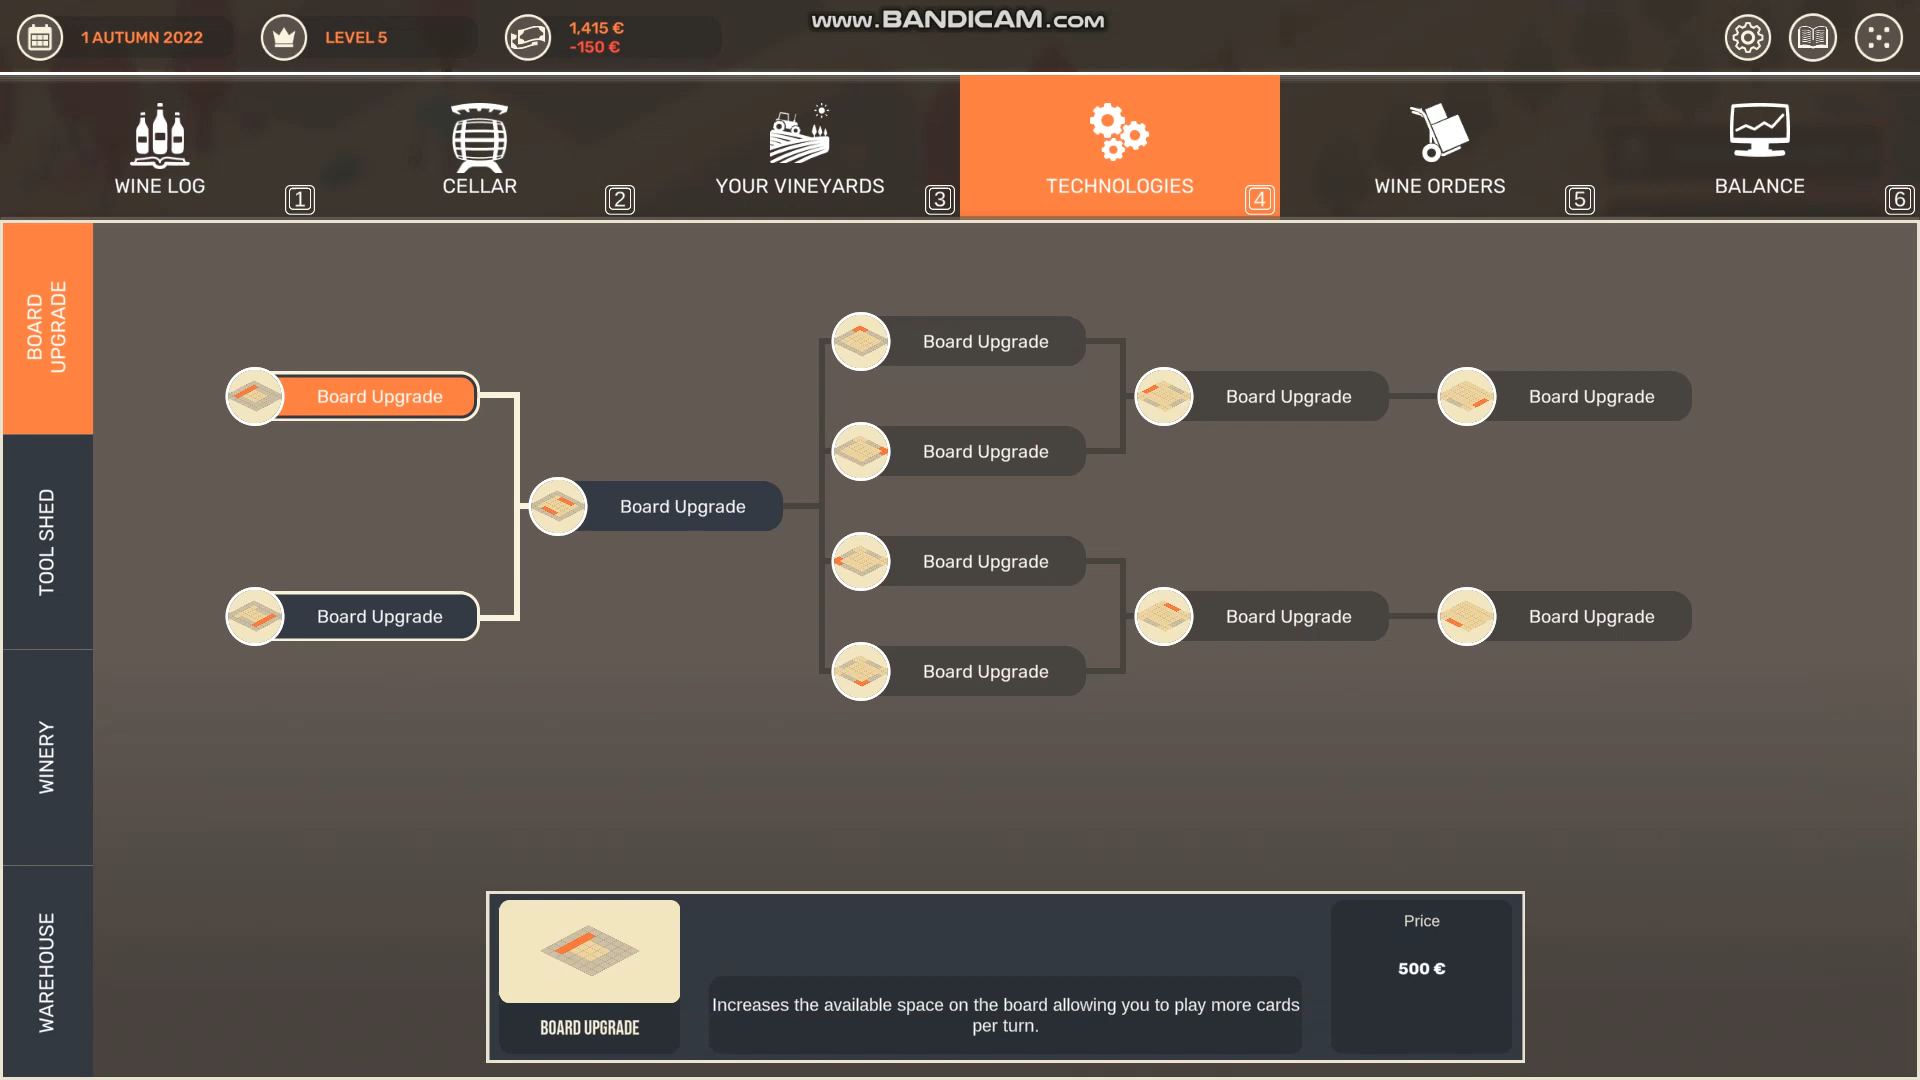 1 AUTUMN 2022
LEVEL 5
1,415 €
-150 €
www.BANDICAM.com
WINE LOG
1
CELLAR
2
YOUR VINEYARDS
3
TECHNOLOGIES
4
WINE ORDERS
5
BALANCE
6
BOARD
UPGRADE
TOOL SHED
WINERY
WAREHOUSE
Board Upgrade
Board Upgrade
Board Upgrade
Board Upgrade
Board Upgrade
Board Upgrade
Board Upgrade
Board Upgrade
Board Upgrade
Board Upgrade
Board Upgrade
BOARD UPGRADE
Increases the available space on the board allowing you to play more cards
per turn.
Price
500 €